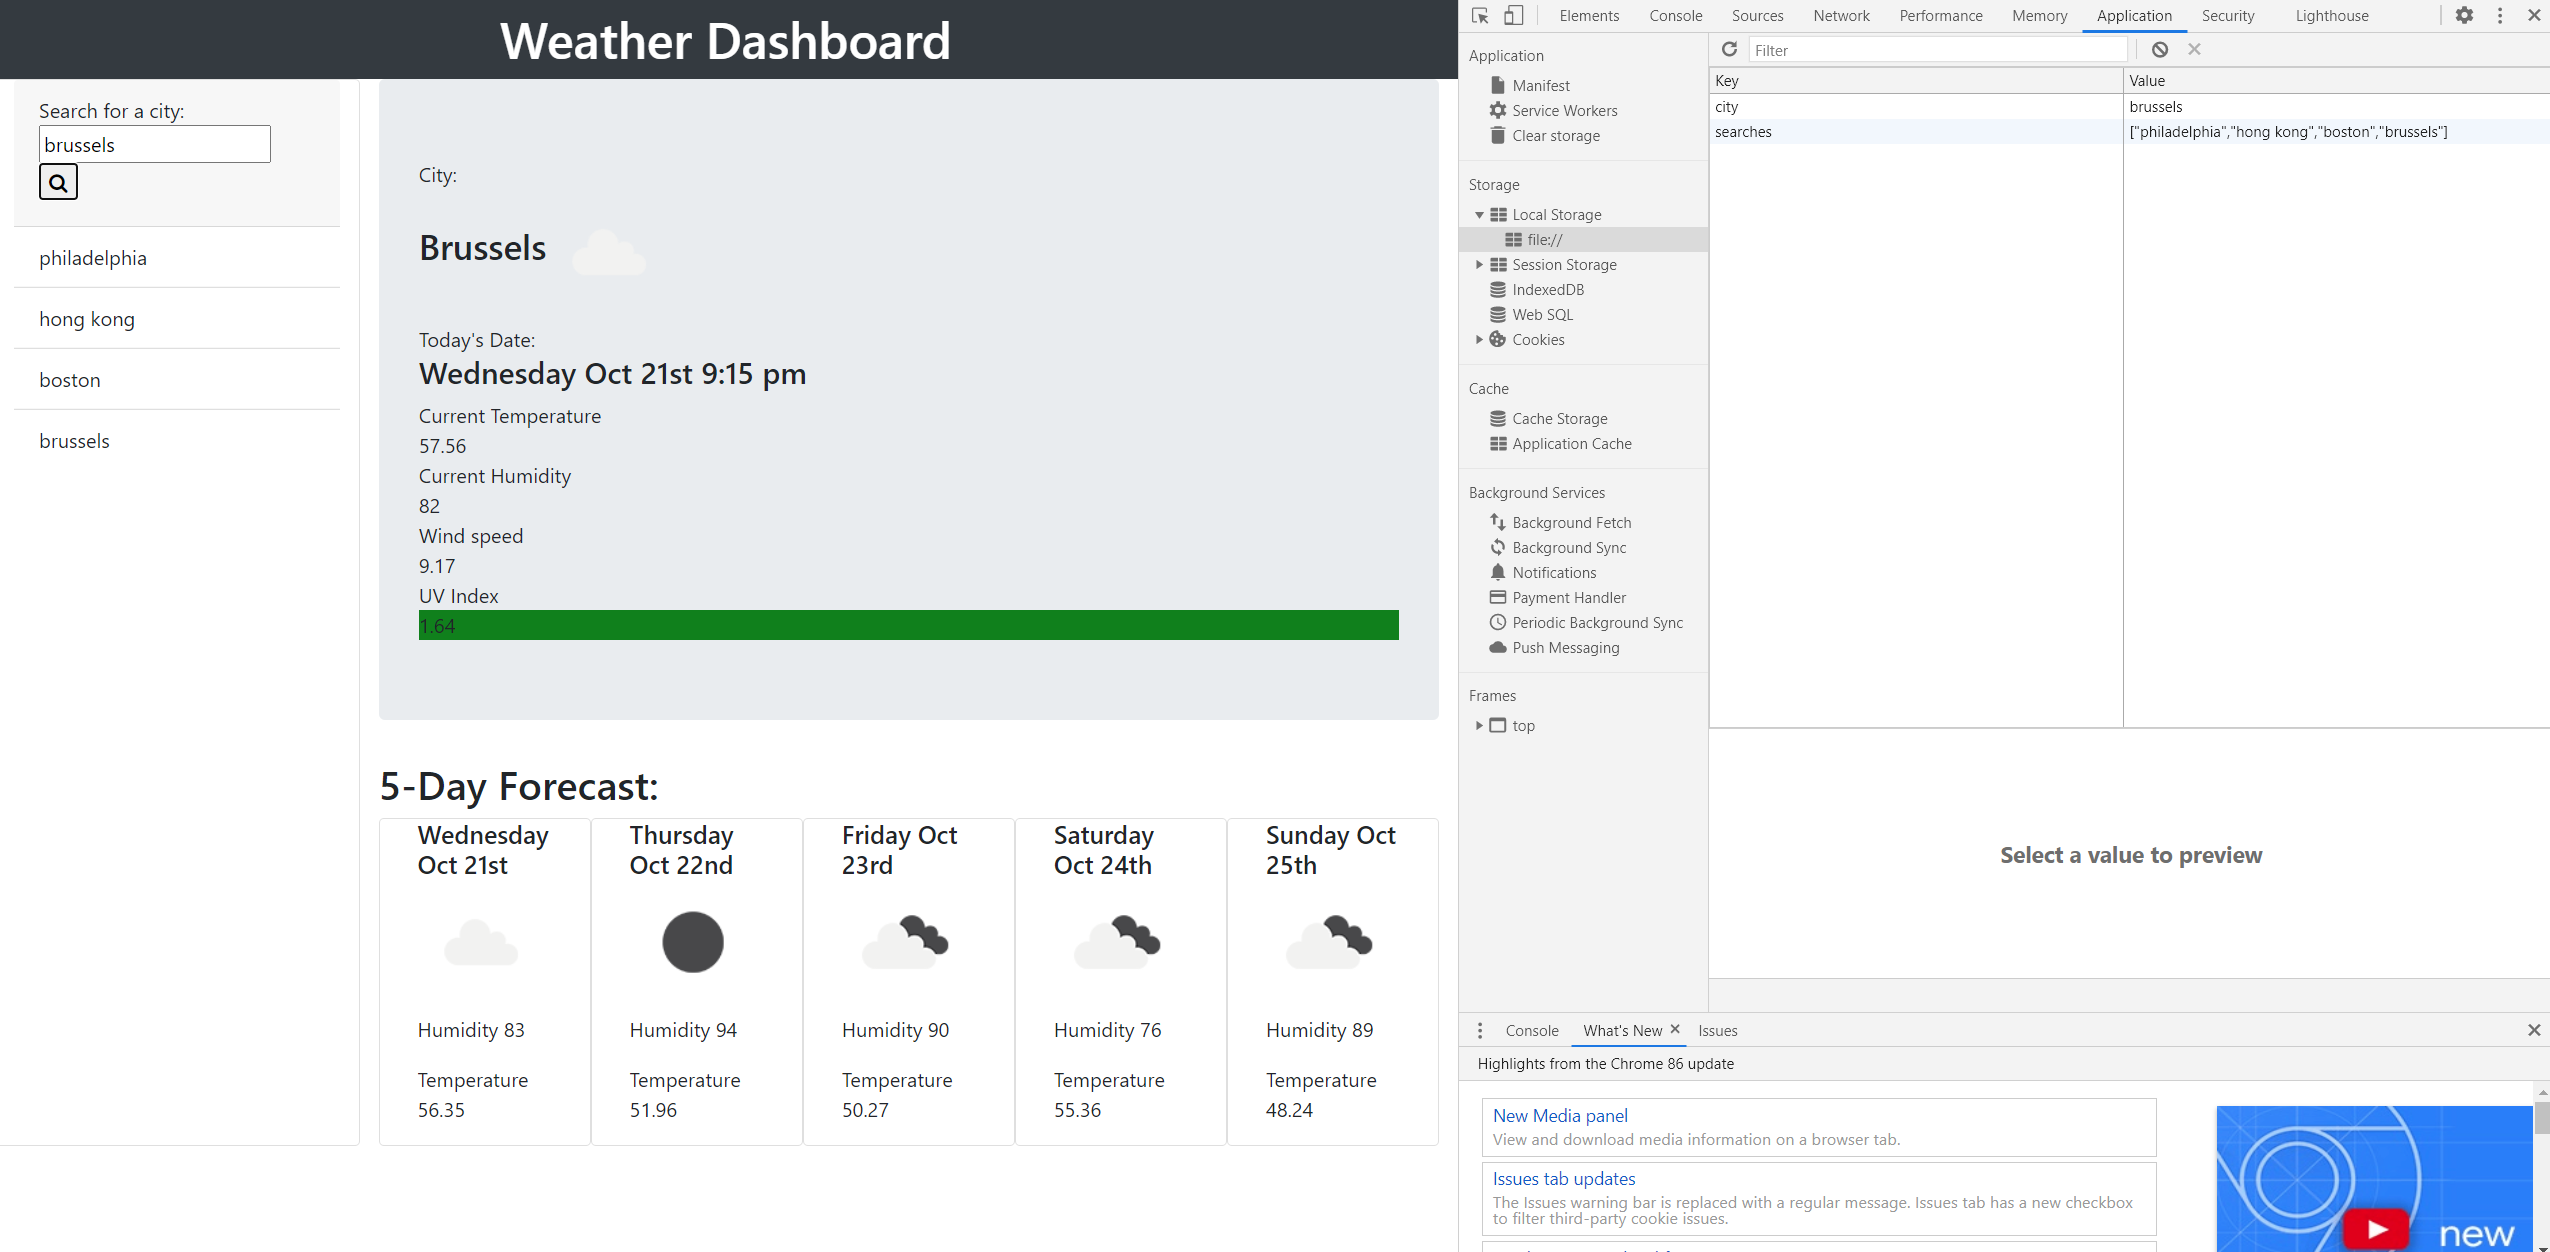 Weather Dashboard
Search for a city:
brussels
philadelphia
hong kong
boston
brussels
City:
Brussels
Today's Date:
Wednesday Oct 21st 9:15 pm
Current Temperature
57.56
Current Humidity
82
Wind speed
9.17
UV Index
1.64
5-Day Forecast:
Wednesday
Oct 21st
Humidity 83
Temperature
56.35
Thursday
Oct 22nd
Humidity 94
Temperature
51.96
Friday Oct
23rd
Humidity 90
Temperature
50.27
Saturday
Oct 24th
Humidity 76
Temperature
55.36
Sunday Oct
25th
Humidity 89
Temperature
48.24
Elements Console Sources Network Performance Memory Application Security Lighthouse
Application
Manifest
Service Workers
Clear storage
Storage
Local Storage
file://
Session Storage
IndexedDB
Web SQL
Cookies
Cache
Cache Storage
Application Cache
Background Services
Background Fetch
Background Sync
Notifications
Payment Handler
Periodic Background Sync
Push Messaging
Frames
top
Filter
Key Value
city brussels
searches ["philadelphia","hong kong","boston","brussels"]
Select a value to preview
Console What's New Issues
Highlights from the Chrome 86 update
New Media panel
View and download media information on a browser tab.
Issues tab updates
The Issues warning bar is replaced with a regular message. Issues tab has a new checkbox
to filter third-party cookie issues.
new